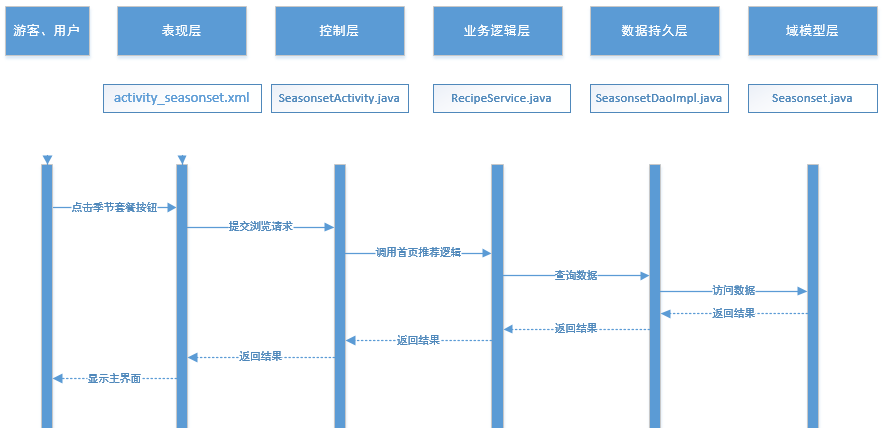 游客、用户
表现层
控制层
业务逻辑层
数据持久层
域模型层
activity_seasonset.xml
SeasonsetActivity.java
RecipeService.java
SeasonsetDaoImpl.java
Seasonset.java
点击季节套餐按钮
提交浏览请求
调用首页推荐逻辑
查询数据
访问数据
返回结果
返回结果
返回结果
返回结果
显示主界面